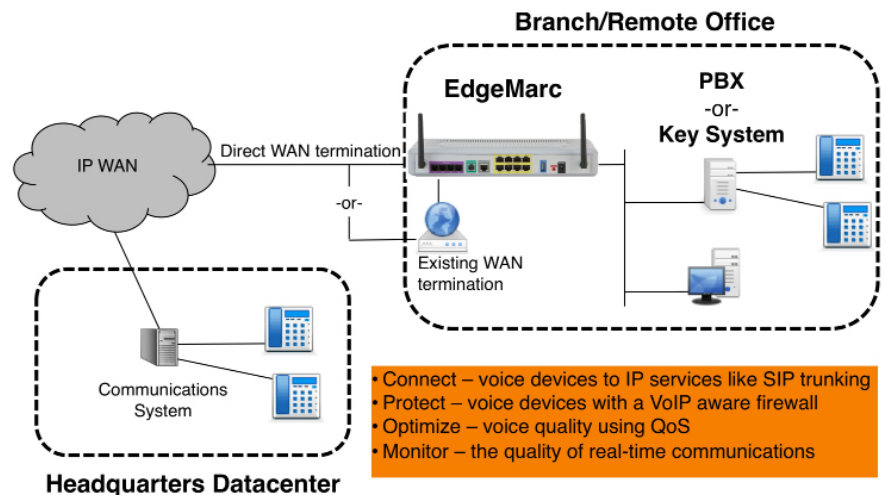 Branch/Remote Office
EdgeMarc
PBX
-or-
Key System
IP WAN
Direct WAN termination
-or-
Existing WAN
termination
Communications
System
• Connect – voice devices to IP services like SIP trunking
• Protect – voice devices with a VoIP aware firewall
• Optimize – voice quality using QoS
• Monitor – the quality of real-time communications
Headquarters Datacenter